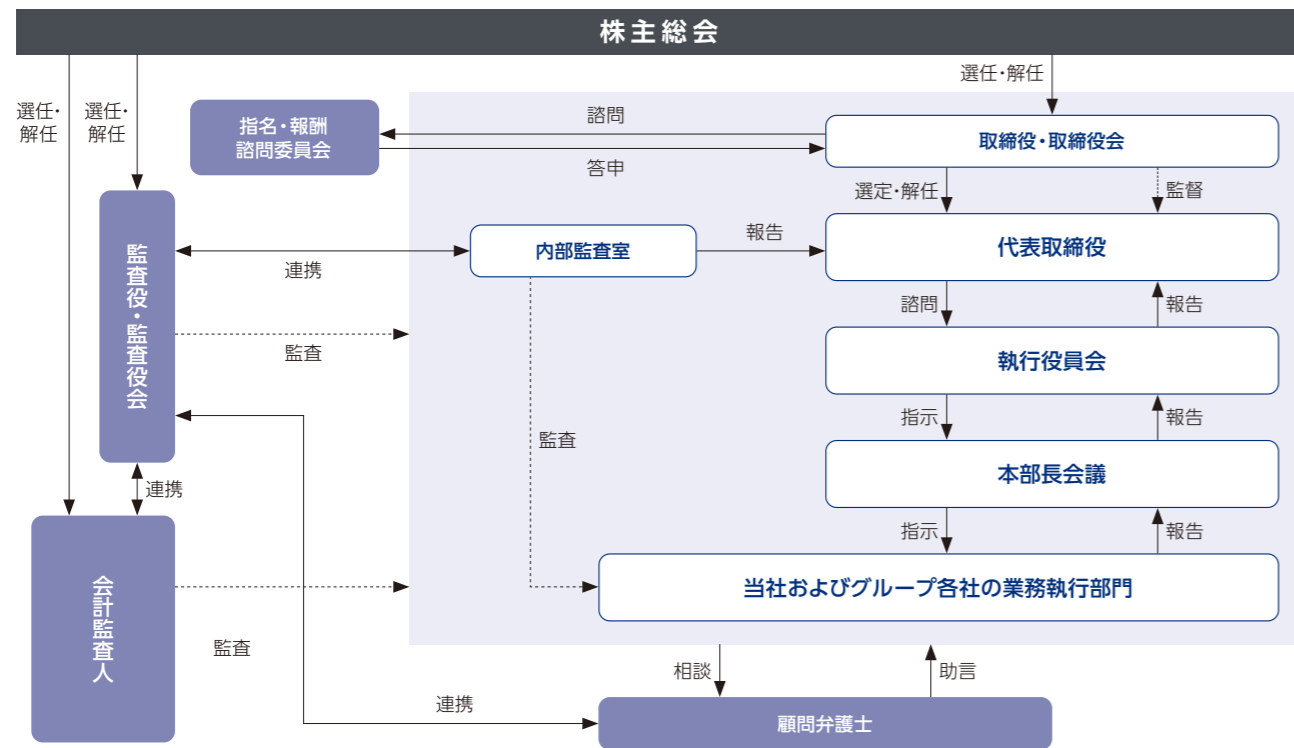 株主総会
選任・解任
選任・
解任
選任・
解任
指名・報酬
諮問委員会
諮問
答申
取締役・取締役会
選定・解任
監督
監査役・監査役会
連携
内部監査室
報告
代表取締役
諮問
報告
監査
執行役員会
指示
報告
監査
本部長会議
連携
指示
報告
会計監査人
当社およびグループ各社の業務執行部門
監査
相談
助言
連携
顧問弁護士